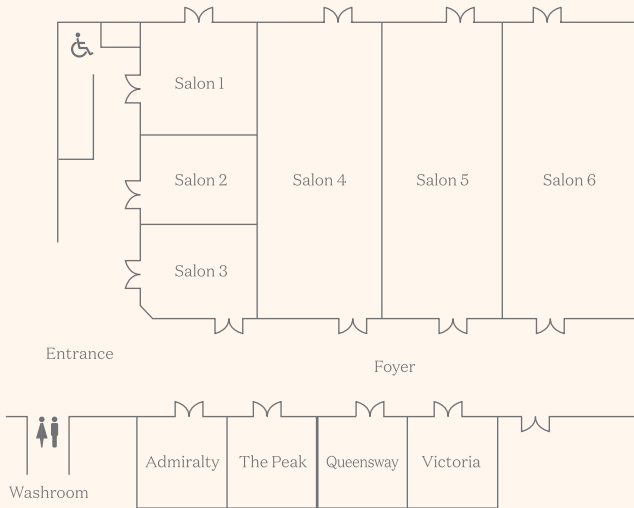 Salon 1
Salon 2
Salon 4
Salon 5
Salon 6
Salon 3
Entrance
Foyer
Admiralty
The Peak
Queensway
Victoria
Washroom